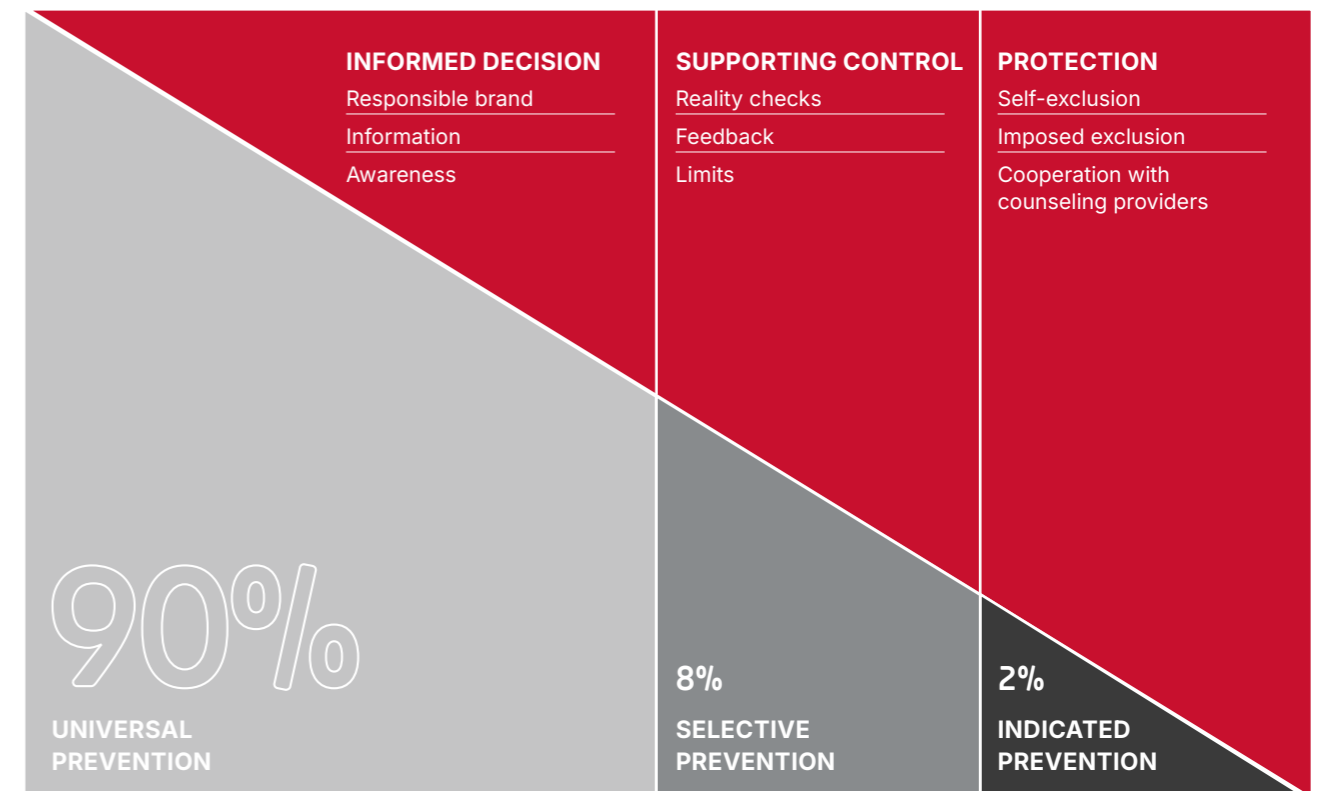 INFORMED DECISION
Responsible brand
Information
Awareness
SUPPORTING CONTROL
Reality checks
Feedback
Limits
PROTECTION
Self-exclusion
Imposed exclusion
Cooperation with
counseling providers
90%
UNIVERSAL
PREVENTION
8%
SELECTIVE
PREVENTION
2%
INDICATED
PREVENTION